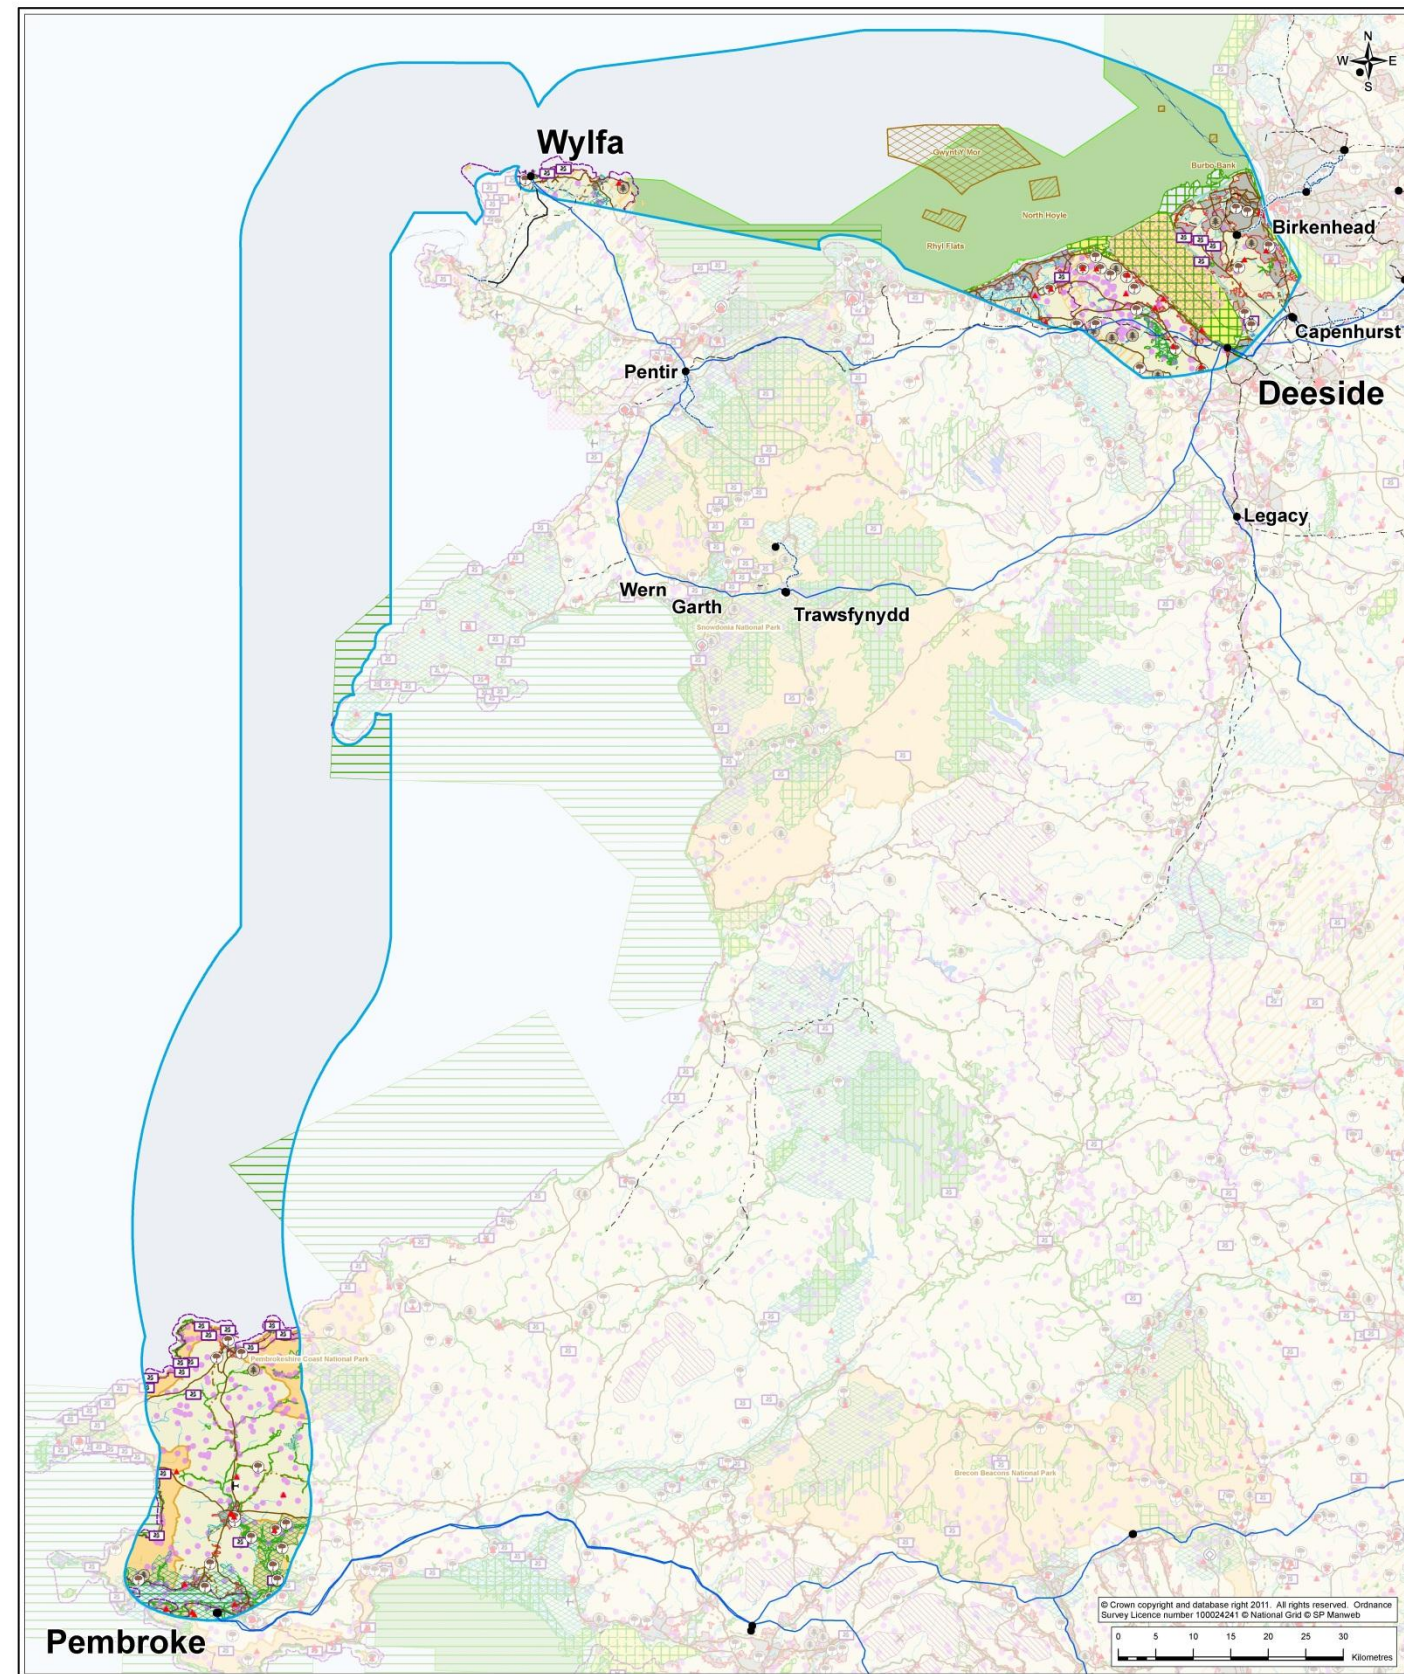 N
W E
S
Wylfa
Gwynt Y Mor
Burbo Bank
North Hoyle
Rhyl Flats
Birkenhead
Capenhurst
Pentir
Deeside
Legacy
Wern
Garth
Trawsfynydd
Snowdonia National Park
Pembrokeshire Coast National Park
Brecon Beacons National Park
Pembroke
© Crown copyright and database right 2011. All rights reserved. Ordnance
Survey Licence number 100024241 © National Grid © SP Manweb
0 5 10 15 20 25 30
Kilometres